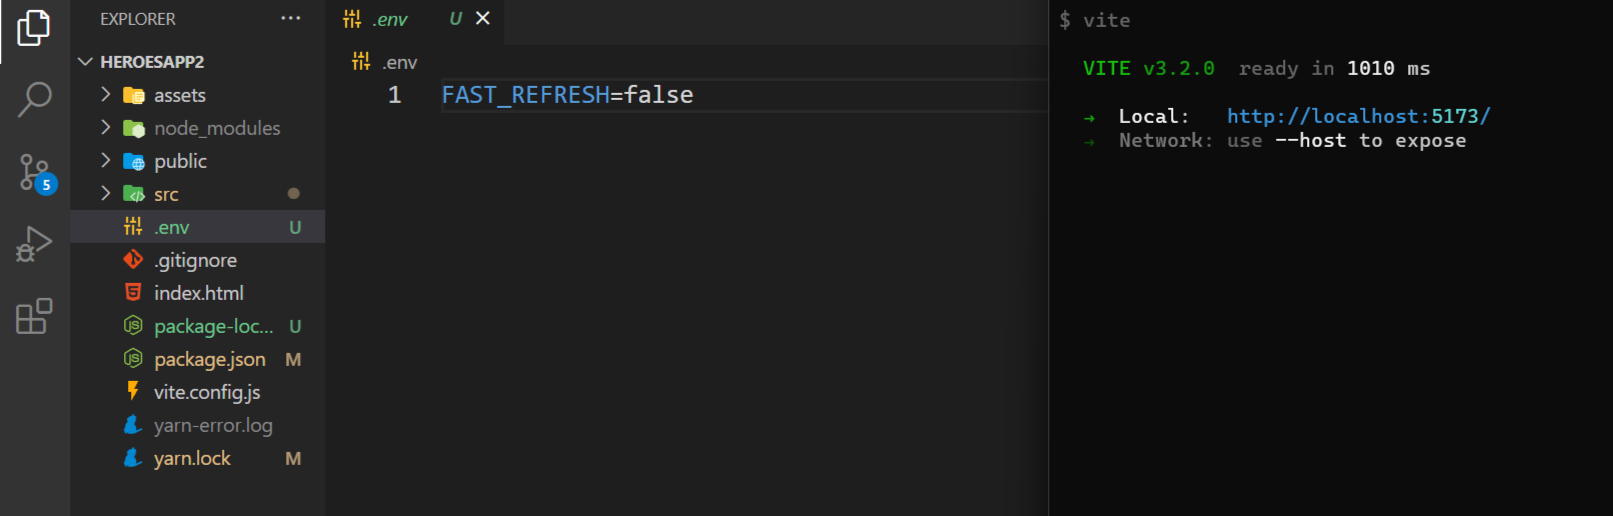 EXPLORER ···
HEROESAPP2
assets
node_modules
public
src
.env U
.gitignore
index.html
package-loc... U
package.json M
vite.config.js
yarn-error.log
yarn.lock M
5
.env U
.env
1 FAST_REFRESH=false
$ vite
VITE v3.2.0 ready in 1010 ms
➜ Local: http://localhost:5173/
➜ Network: use --host to expose